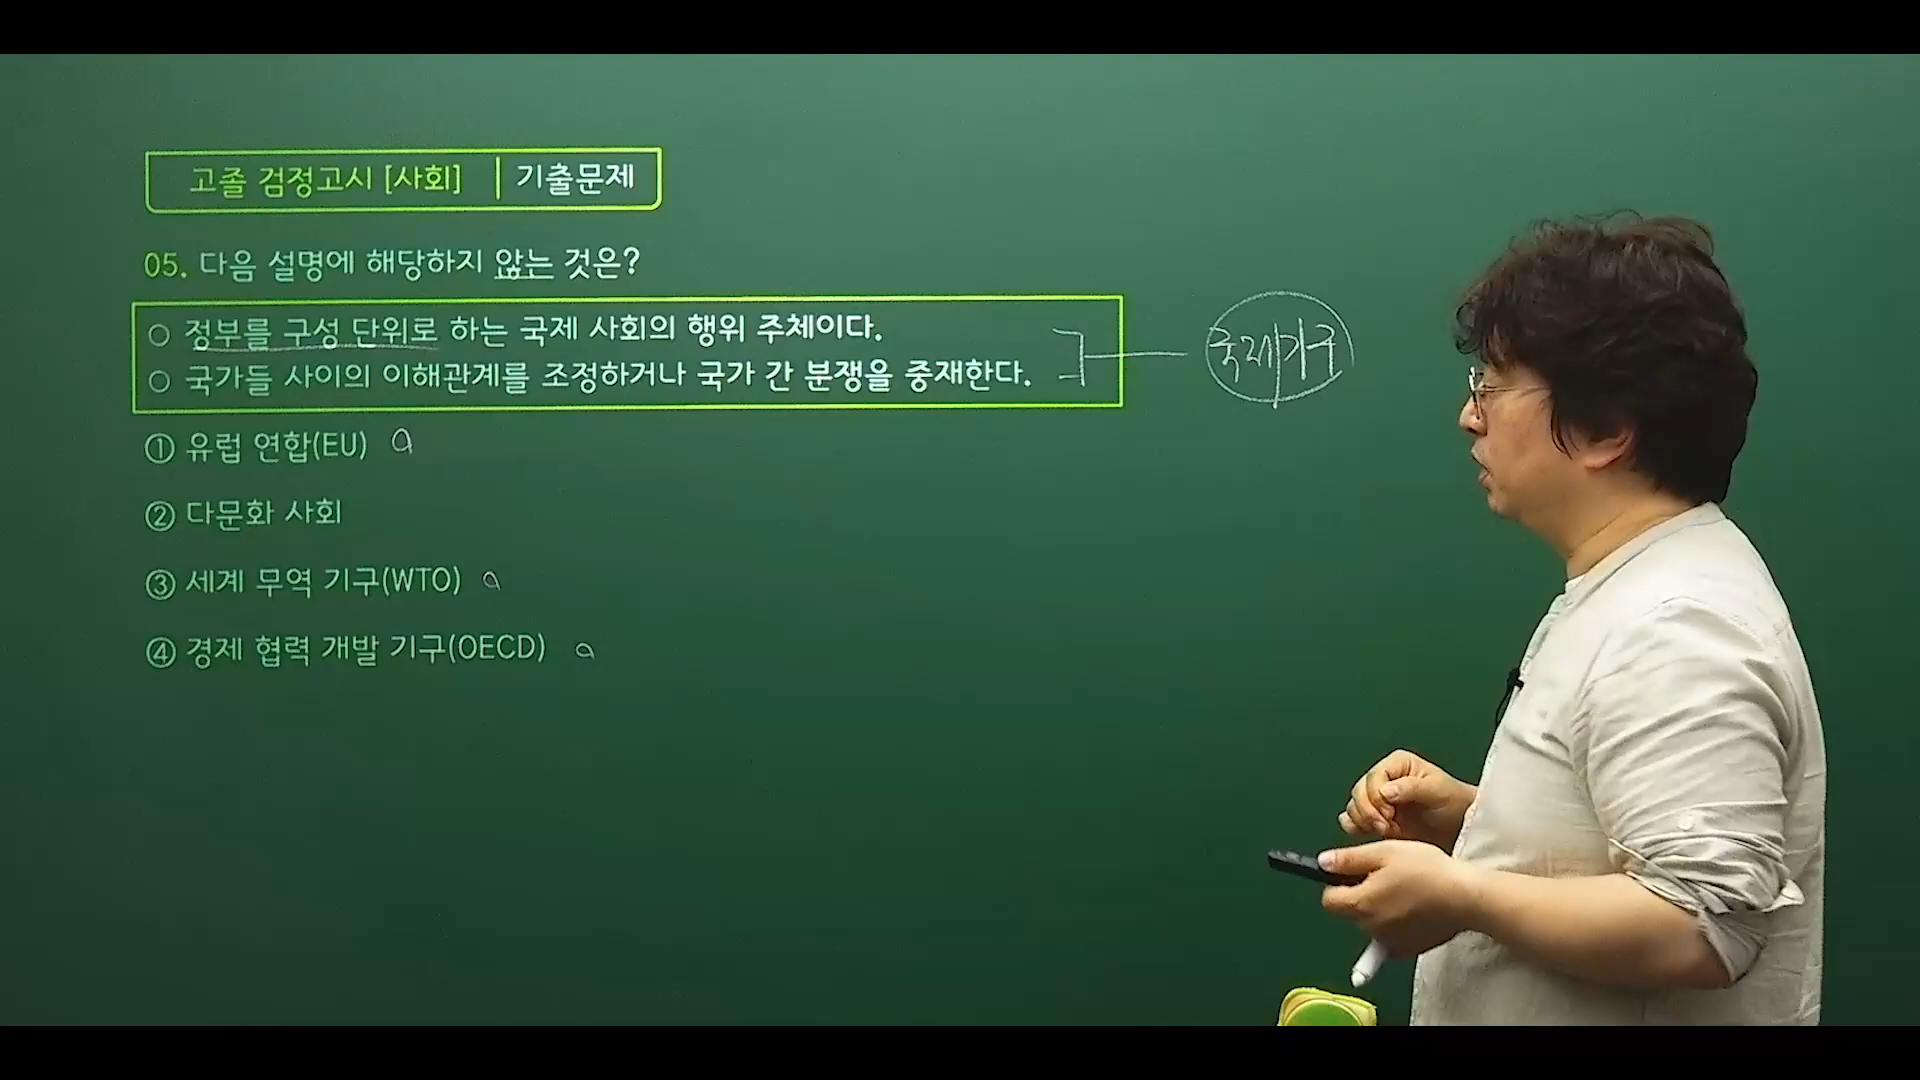 고졸 검정고시 [사회] 기출문제
05. 다음 설명에 해당하지 않는 것은?
○ 정부를 구성 단위로 하는 국제 사회의 행위 주체이다.
○ 국가들 사이의 이해관계를 조정하거나 국가 간 분쟁을 중재한다.
국제기구
① 유럽 연합(EU)
② 다문화 사회
③ 세계 무역 기구(WTO)
④ 경제 협력 개발 기구(OECD)